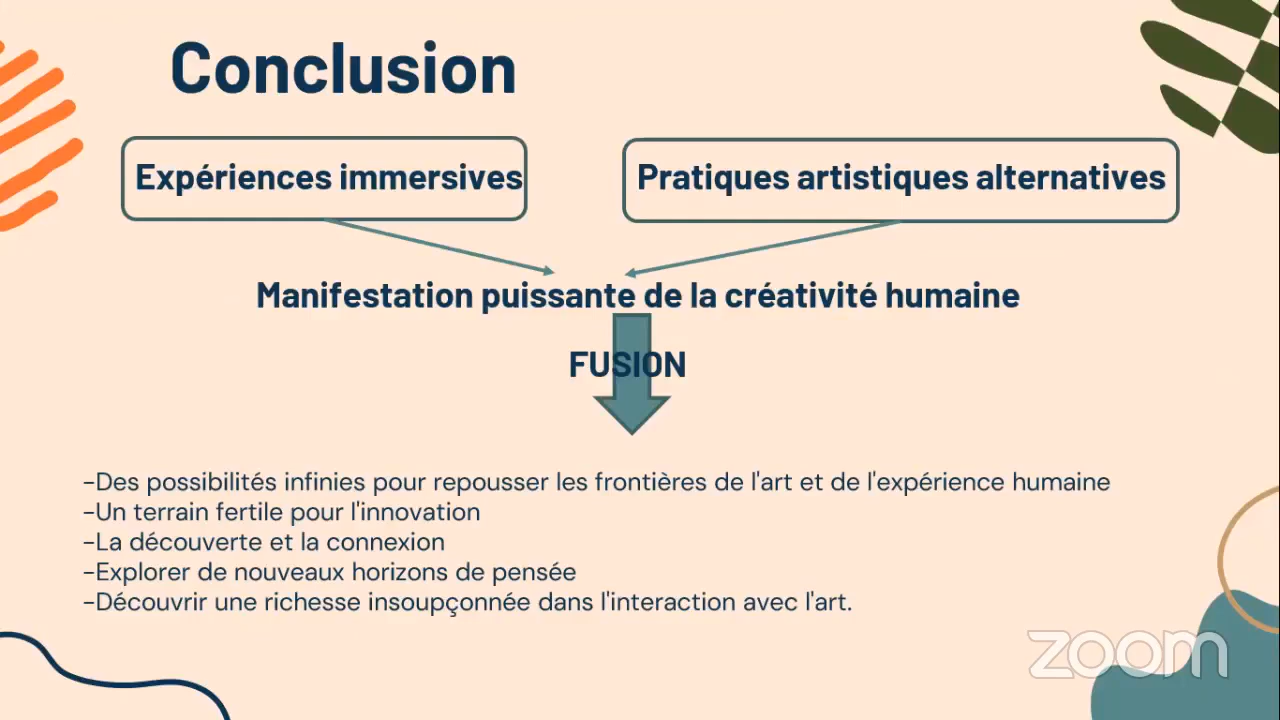 Conclusion
Expériences immersives
Pratiques artistiques alternatives
Manifestation puissante de la créativité humaine
FUSION
-Des possibilités infinies pour repousser les frontières de l'art et de l'expérience humaine
-Un terrain fertile pour l'innovation
-La découverte et la connexion
-Explorer de nouveaux horizons de pensée
-Découvrir une richesse insoupçonnée dans l'interaction avec l'art.
zoom